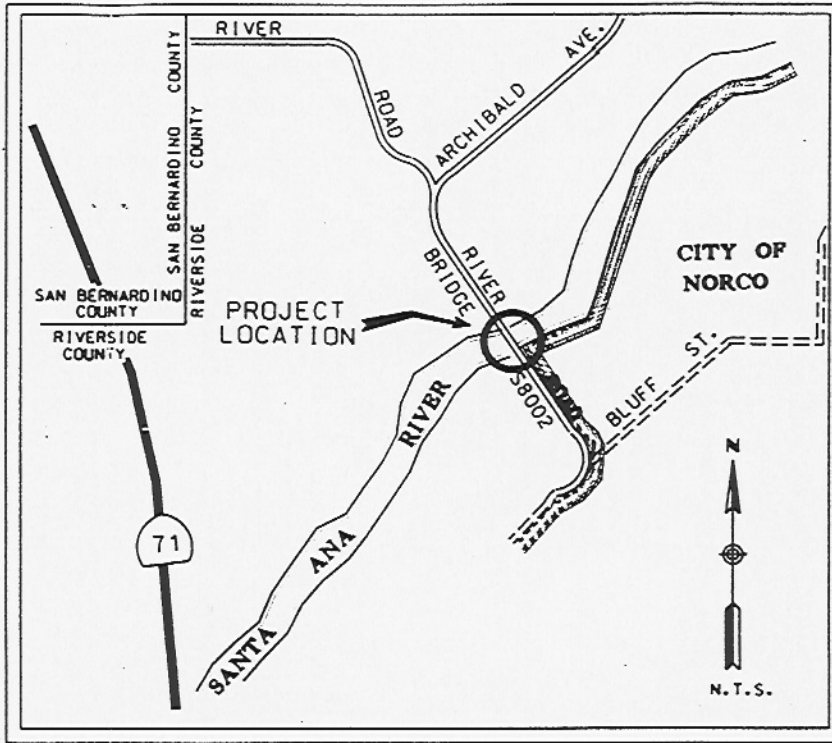 RIVER
ROAD
ARCHIBALD AVE.
SAN BERNARDINO COUNTY
RIVERSIDE COUNTY
SAN BERNARDINO
COUNTY
RIVERSIDE
COUNTY
PROJECT
LOCATION
RIVER
BRIDGE
S8002
CITY OF
NORCO
BLUFF ST.
SANTA ANA RIVER
71
N
N.T.S.